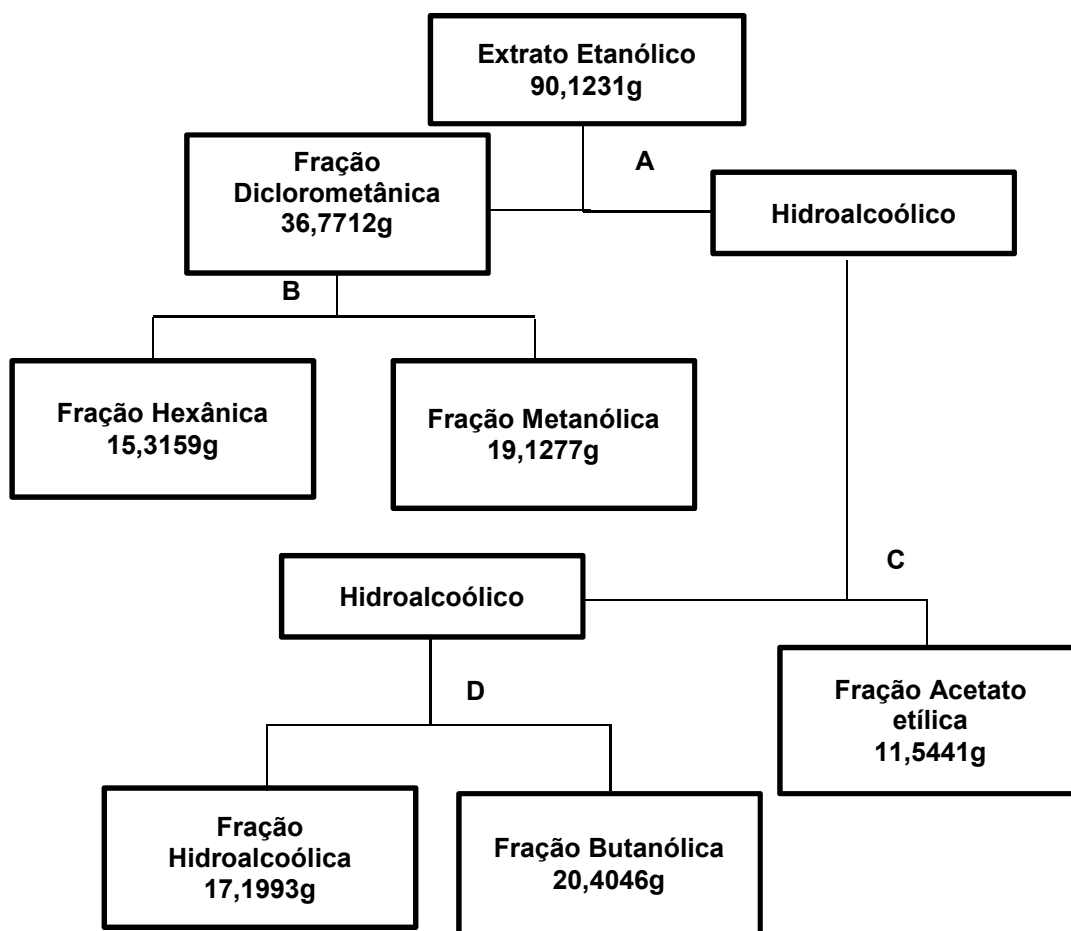 Extrato Etanólico
90,1231g
A
Fração
Diclorometânica
36,7712g
Hidroalcoólico
B
Fração Hexânica
15,3159g
Fração Metanólica
19,1277g
C
Hidroalcoólico
D
Fração Acetato
etílica
11,5441g
Fração
Hidroalcoólica
17,1993g
Fração Butanólica
20,4046g